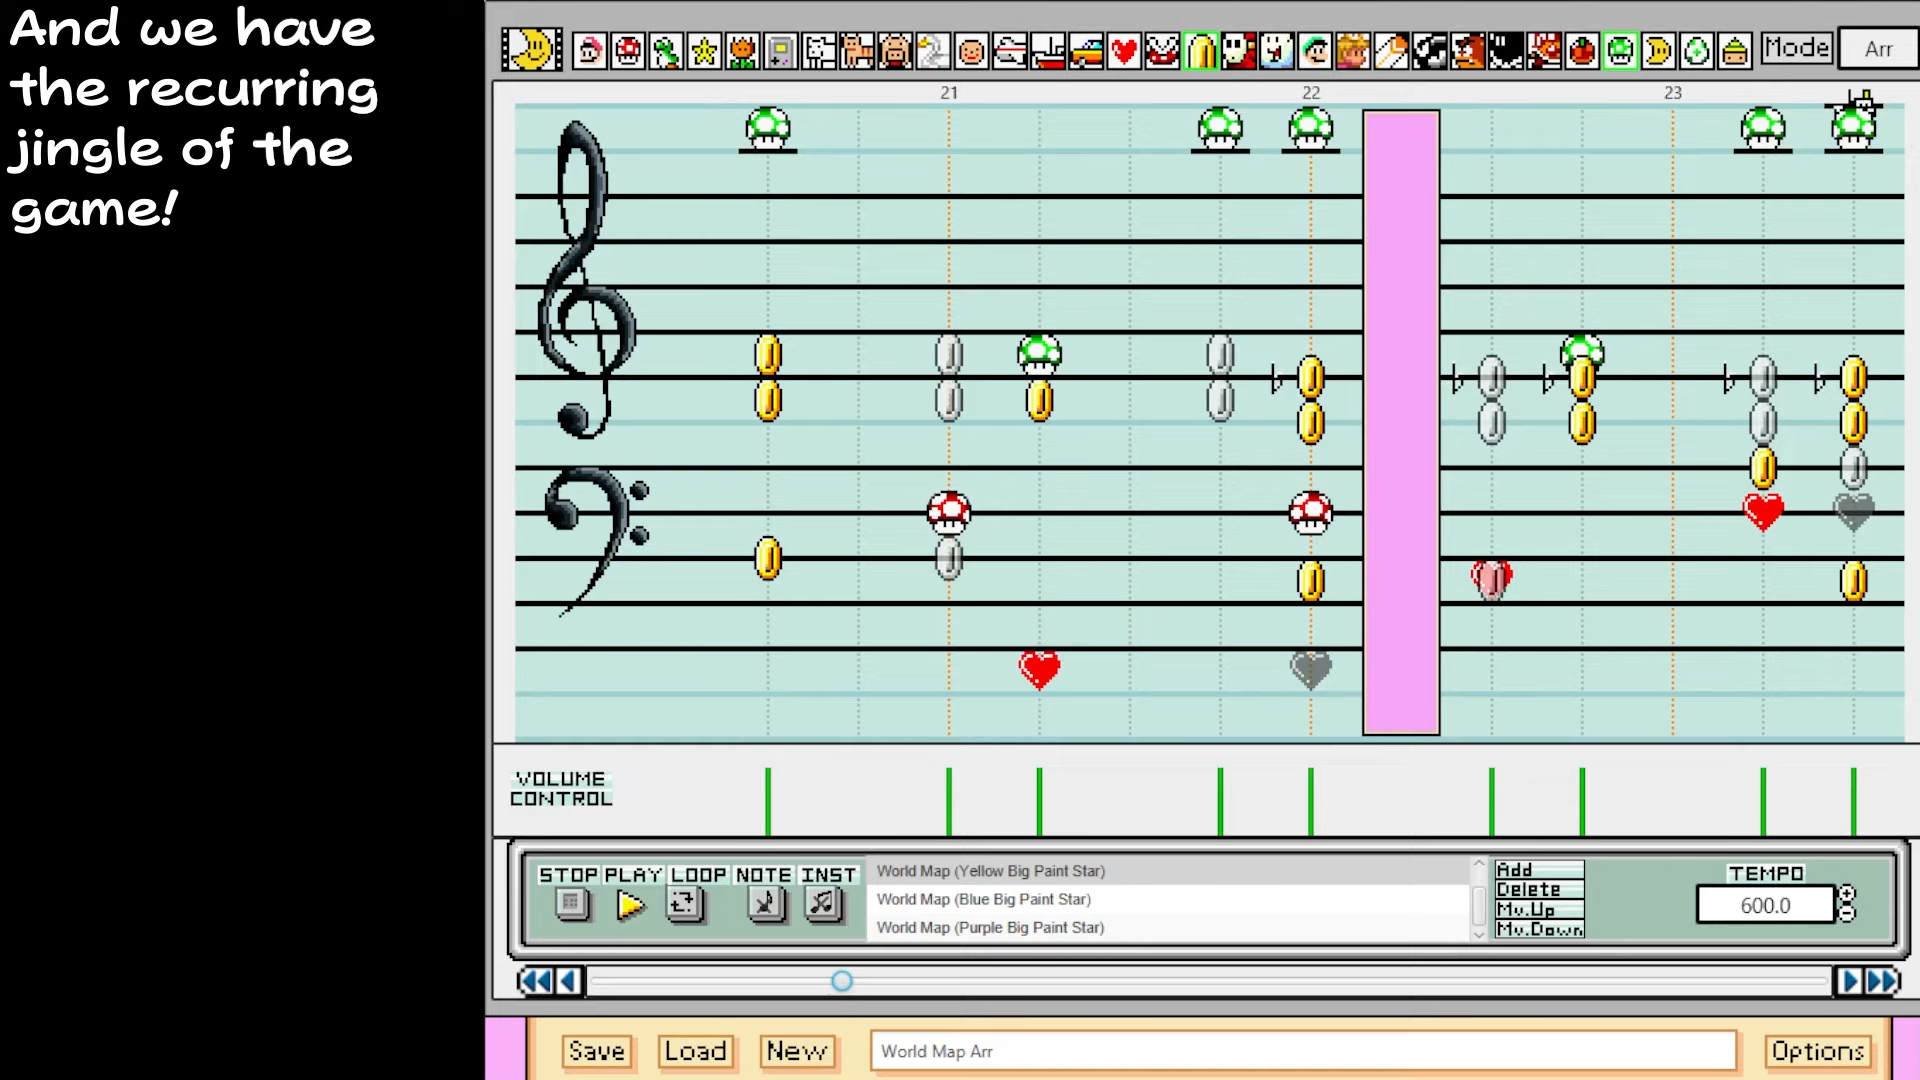 And we have
the recurring
jingle of the
game!
Mode
Arr
21
22
23
VOLUME
CONTROL
STOP PLAY LOOP NOTE INST
World Map (Yellow Big Paint Star)
World Map (Blue Big Paint Star)
World Map (Purple Big Paint Star)
Add
Delete
Mv.Up
Mv.Down
TEMPO
600.0
Save
Load
New
World Map Arr
Options